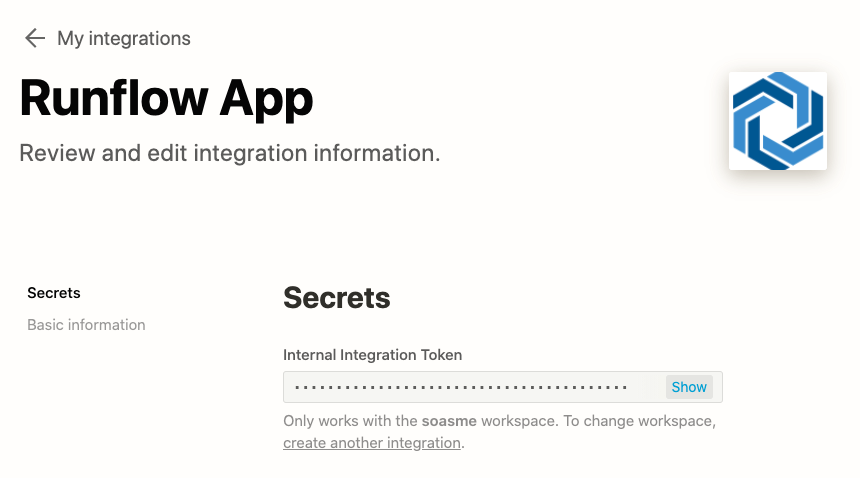 ← My integrations
Runflow App
Review and edit integration information.
Secrets
Basic information
Secrets
Internal Integration Token
•••••••••••••••••••••••••••••••••••••••• Show
Only works with the soasme workspace. To change workspace,
create another integration.